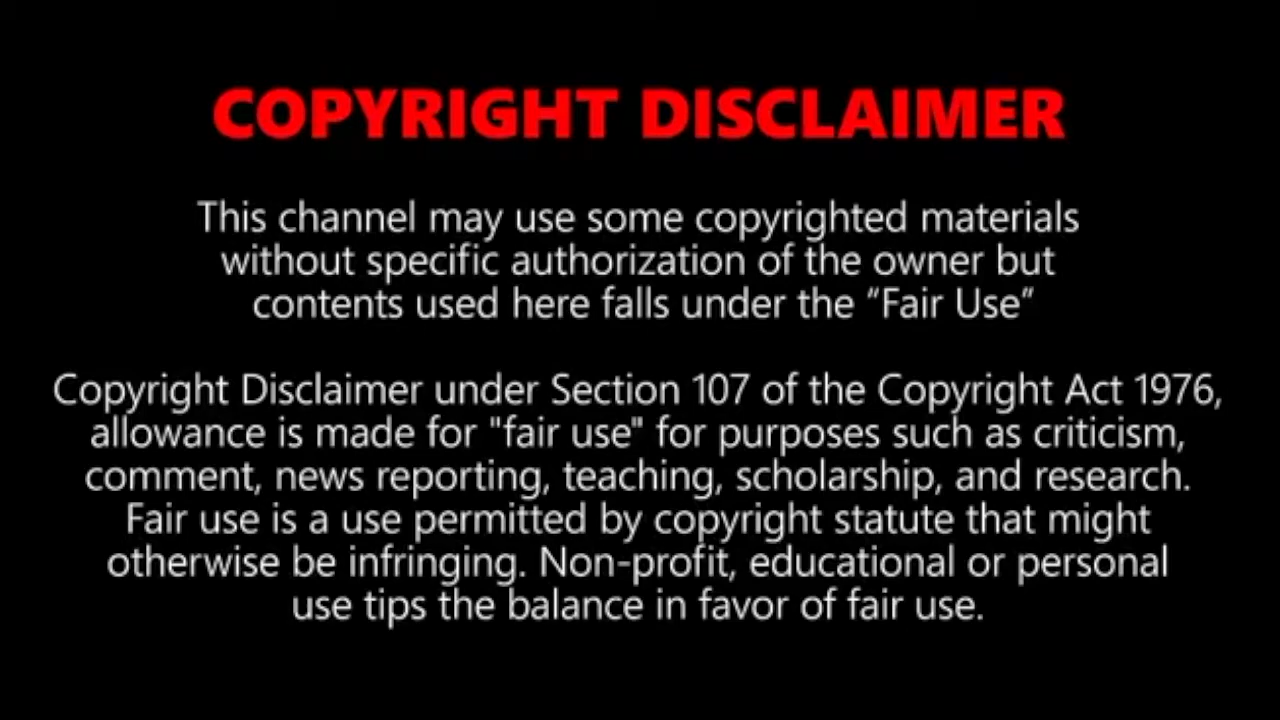 COPYRIGHT DISCLAIMER
This channel may use some copyrighted materials
without specific authorization of the owner but
contents used here falls under the “Fair Use”
Copyright Disclaimer under Section 107 of the Copyright Act 1976,
allowance is made for "fair use" for purposes such as criticism,
comment, news reporting, teaching, scholarship, and research.
Fair use is a use permitted by copyright statute that might
otherwise be infringing. Non-profit, educational or personal
use tips the balance in favor of fair use.